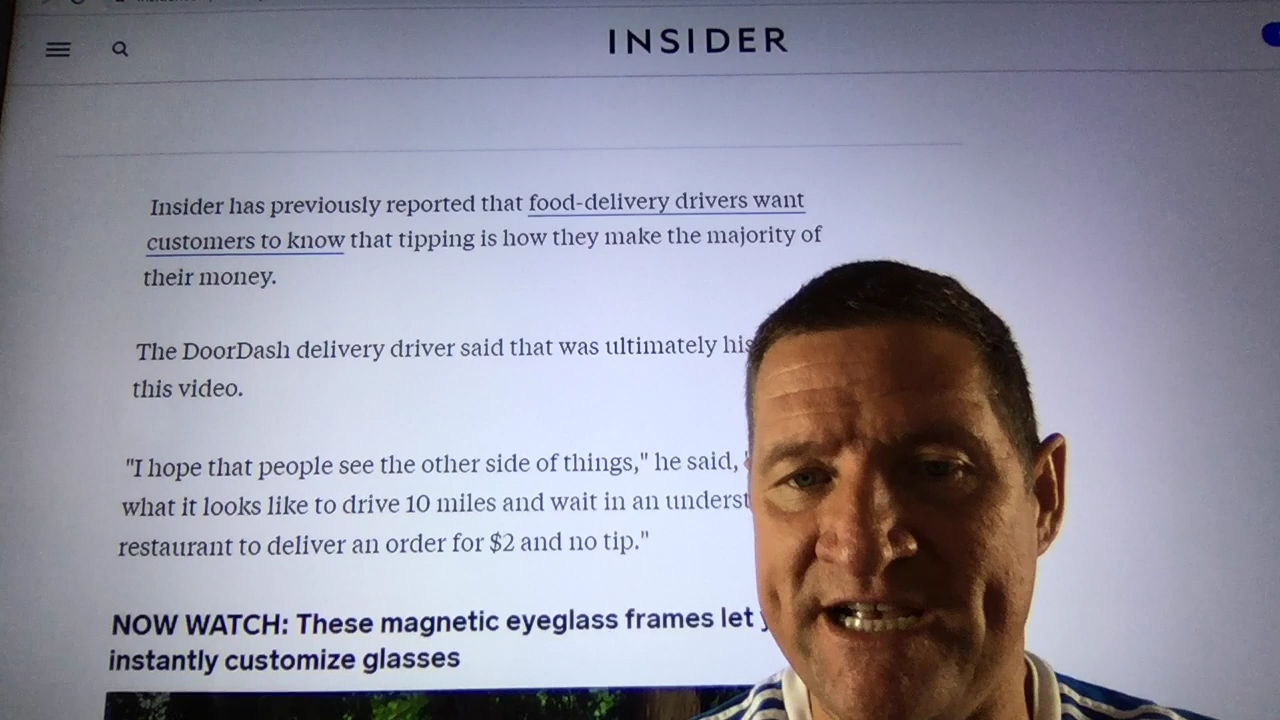 INSIDER
Insider has previously reported that food-delivery drivers want
customers to know that tipping is how they make the majority of
their money.
The DoorDash delivery driver said that was ultimately his
this video.
"I hope that people see the other side of things," he said,
what it looks like to drive 10 miles and wait in an underst
restaurant to deliver an order for $2 and no tip."
NOW WATCH: These magnetic eyeglass frames let
instantly customize glasses